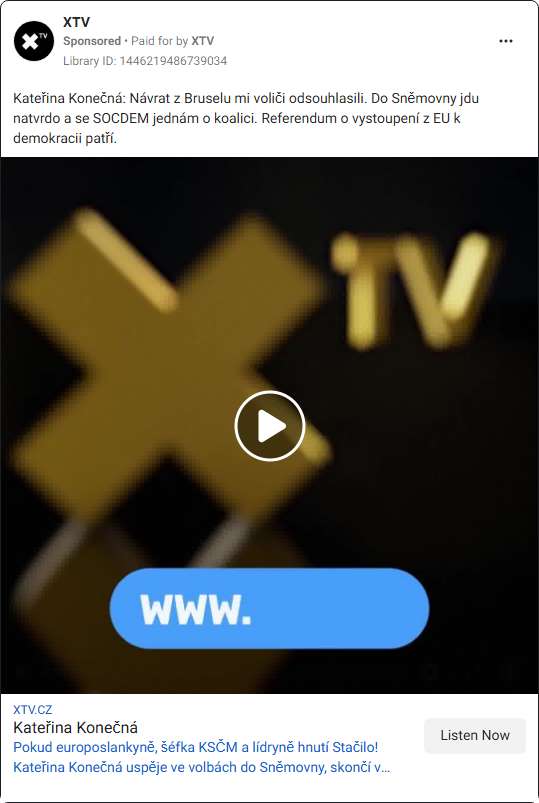 XTV
Sponsored • Paid for by XTV
Library ID: 1446219486739034
Kateřina Konečná: Návrat z Bruselu mi voliči odsouhlasili. Do Sněmovny jdu
natvrdo a se SOCDEM jednám o koalici. Referendum o vystoupení z EU k
demokracii patří.
XTV
www.
XTV.CZ
Kateřina Konečná
Pokud europoslankyně, šéfka KSČM a lídryně hnutí Stačilo!
Kateřina Konečná uspěje ve volbách do Sněmovny, skončí v...
Listen Now